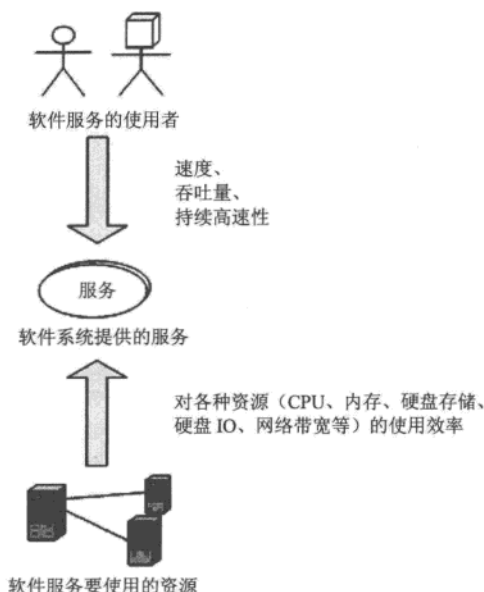 软件服务的使用者
速度、
吞吐量、
持续高速性
服务
软件系统提供的服务
对各种资源（CPU、内存、硬盘存储、
硬盘 IO、网络带宽等）的使用效率
软件服务要使用的资源